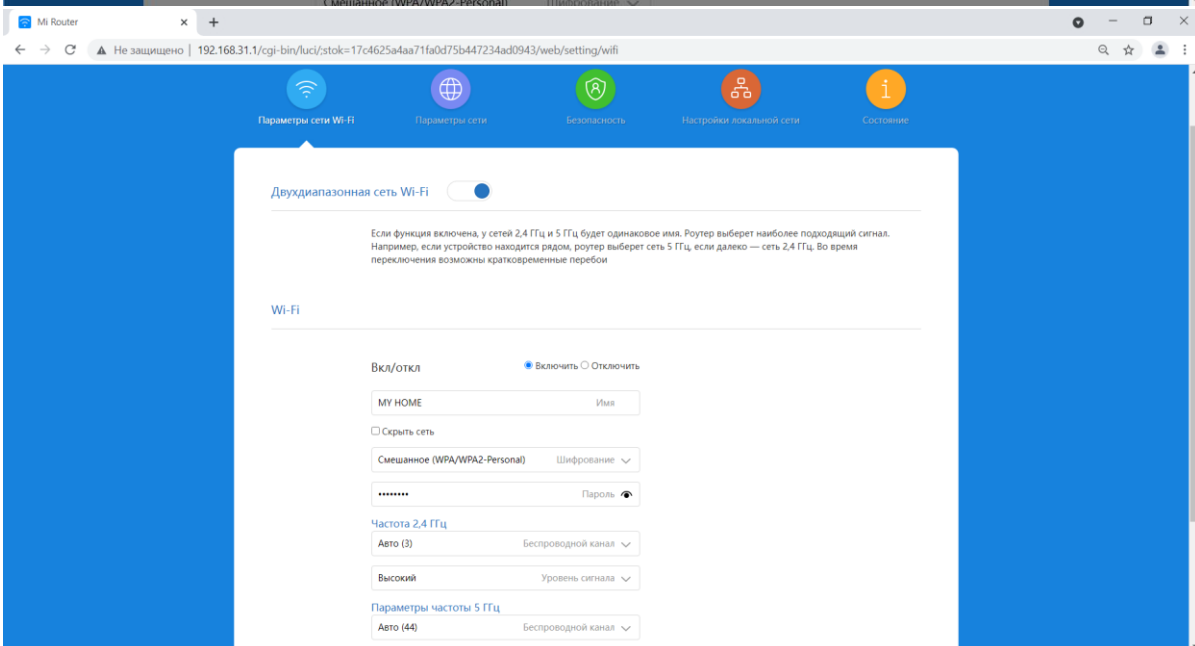 Смешанное (WPA/WPA2-Personal) Шифрование
Mi Router
Не защищено | 192.168.31.1/cgi-bin/luci/;stok=17c4625a4aa71fa0d75b447234ad0943/web/setting/wifi
Параметры сети Wi-Fi Параметры сети Безопасность Настройки локальной сети Состояние
Двухдиапазонная сеть Wi-Fi
Если функция включена, у сетей 2,4 ГГц и 5 ГГц будет одинаковое имя. Роутер выберет наиболее подходящий сигнал.
Например, если устройство находится рядом, роутер выберет сеть 5 ГГц, если далеко — сеть 2,4 ГГц. Во время
переключения возможны кратковременные перебои
Wi-Fi
Вкл/откл Включить Отключить
MY HOME Имя
Скрыть сеть
Смешанное (WPA/WPA2-Personal) Шифрование
•••••••• Пароль
Частота 2,4 ГГц
Авто (3) Беспроводной канал
Высокий Уровень сигнала
Параметры частоты 5 ГГц
Авто (44) Беспроводной канал